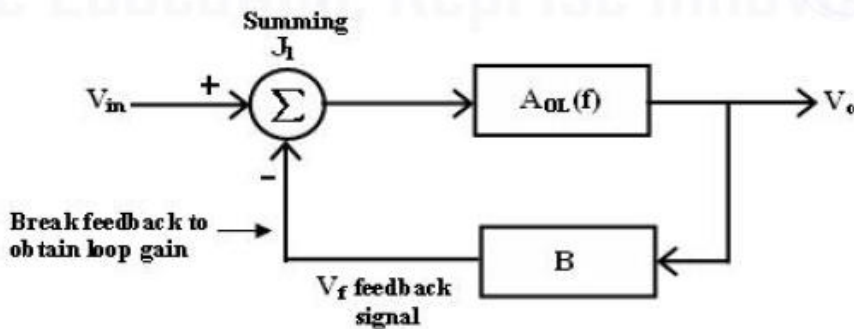 Summing
J1
Vin
+
Σ
AOL(f)
Vo
-
Break feedback to
obtain loop gain
B
Vf feedback
signal